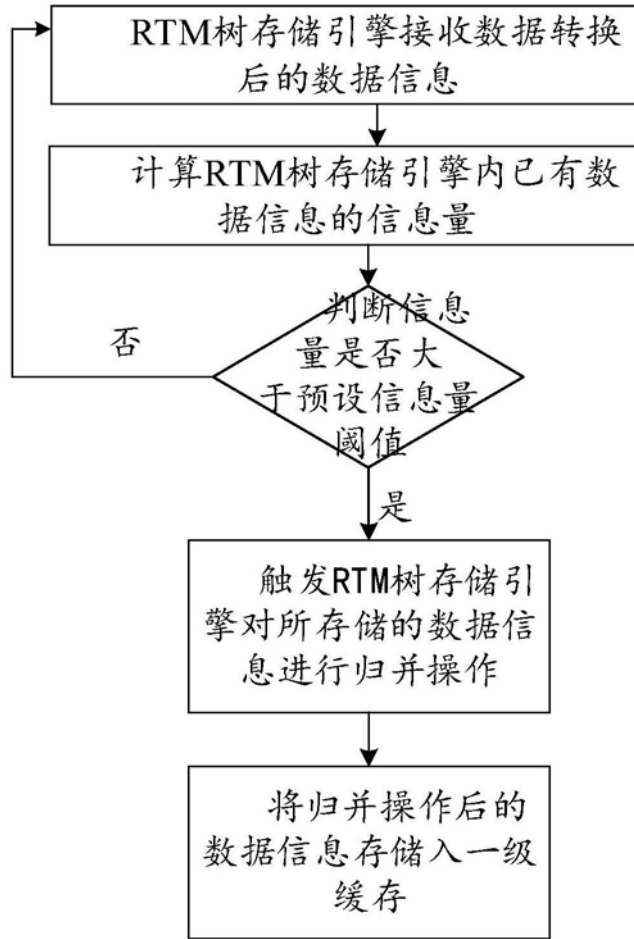 RTM树存储引擎接收数据转换
后的数据信息
计算RTM树存储引擎内已有数
据信息的信息量
判断信息
量是否大
于预设信息量
阈值
否
是
触发RTM树存储引
擎对所存储的数据信
息进行归并操作
将归并操作后的
数据信息存储入一级
缓存